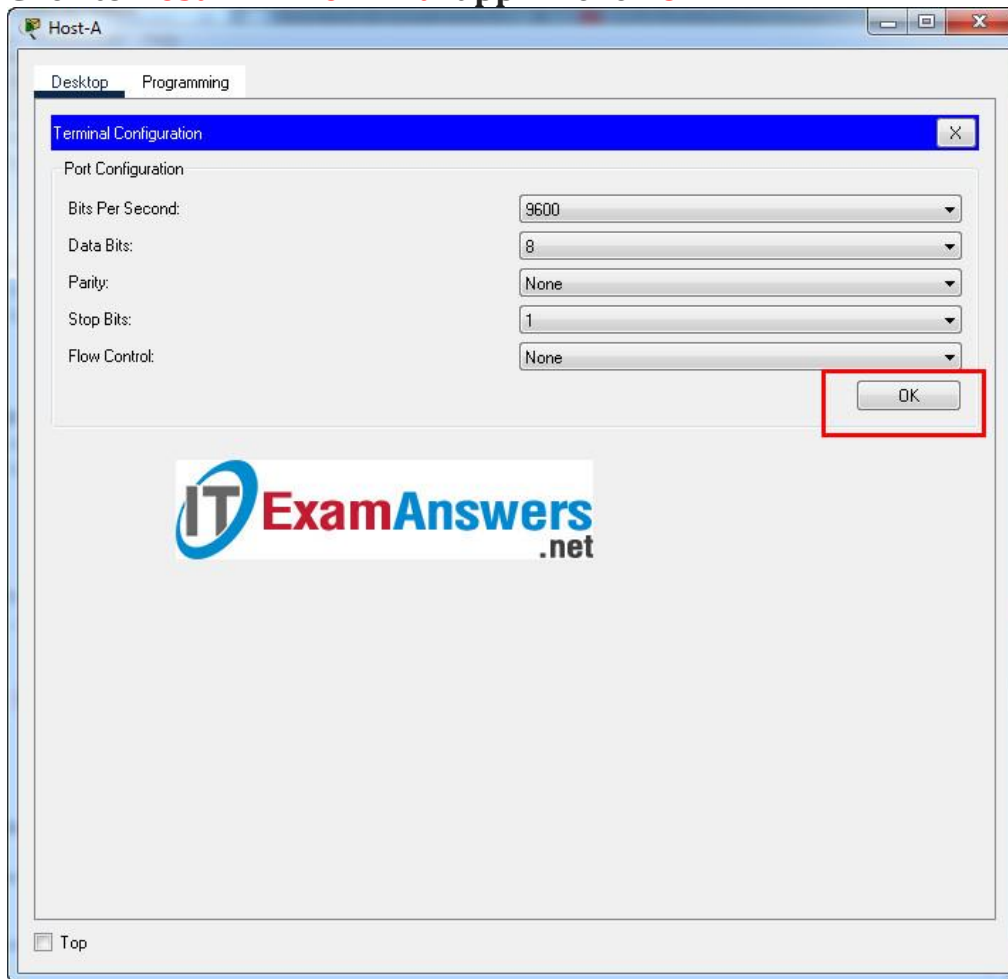 Host-A
Desktop Programming
Terminal Configuration X
Port Configuration
Bits Per Second: 9600
Data Bits: 8
Parity: None
Stop Bits: 1
Flow Control: None
OK
IT ExamAnswers
.net
Top